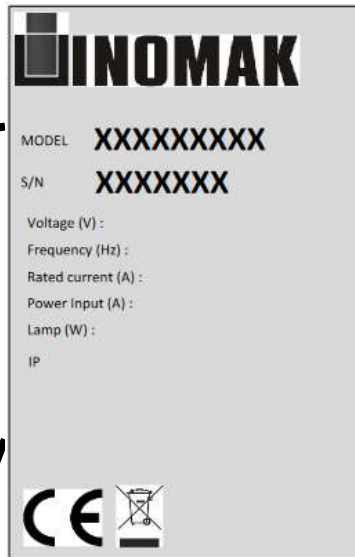 INOMAK
MODEL XXXXXXXXX
S/N XXXXXXX
Voltage (V) :
Frequency (Hz) :
Rated current (A) :
Power Input (A) :
Lamp (W) :
IP
CE